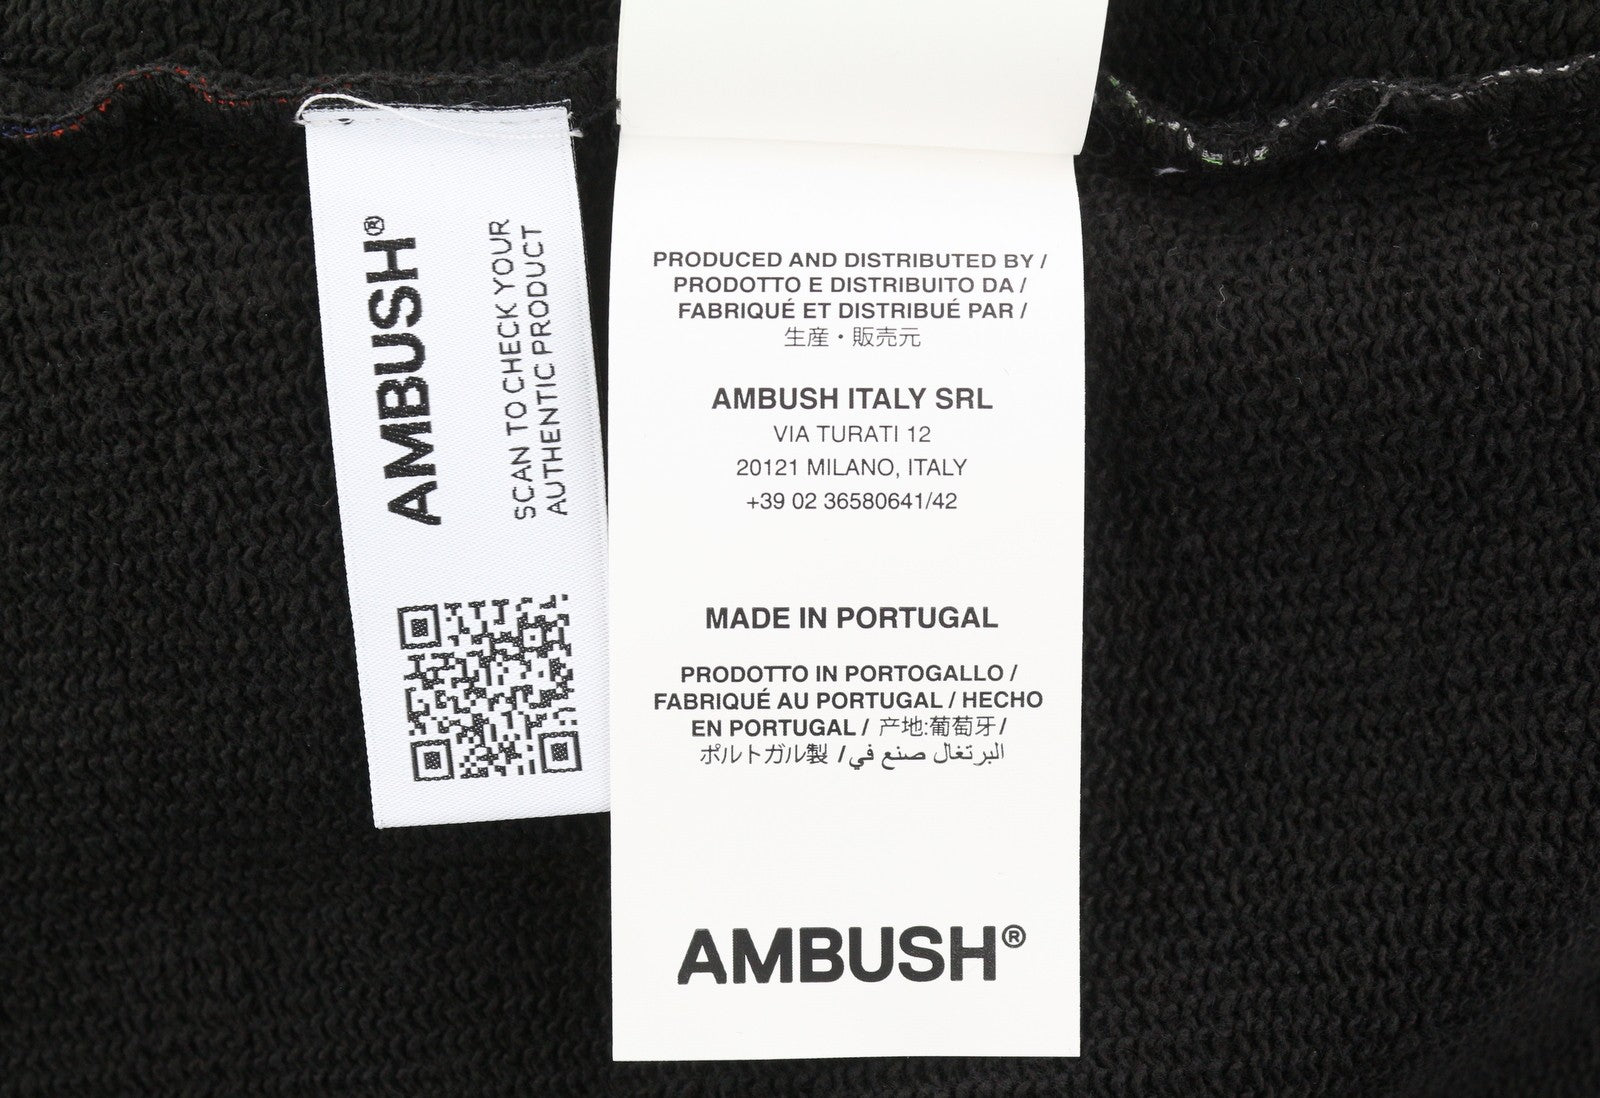 AMBUSH®
SCAN TO CHECK YOUR
AUTHENTIC PRODUCT
PRODUCED AND DISTRIBUTED BY /
PRODOTTO E DISTRIBUITO DA /
FABRIQUÉ ET DISTRIBUÉ PAR /
生産・販売元
AMBUSH ITALY SRL
VIA TURATI 12
20121 MILANO, ITALY
+39 02 36580641/42
MADE IN PORTUGAL
PRODOTTO IN PORTOGALLO /
FABRIQUÉ AU PORTUGAL / HECHO
EN PORTUGAL / 产地:葡萄牙/
ポルトガル製 / البرتغال صنع في
AMBUSH®